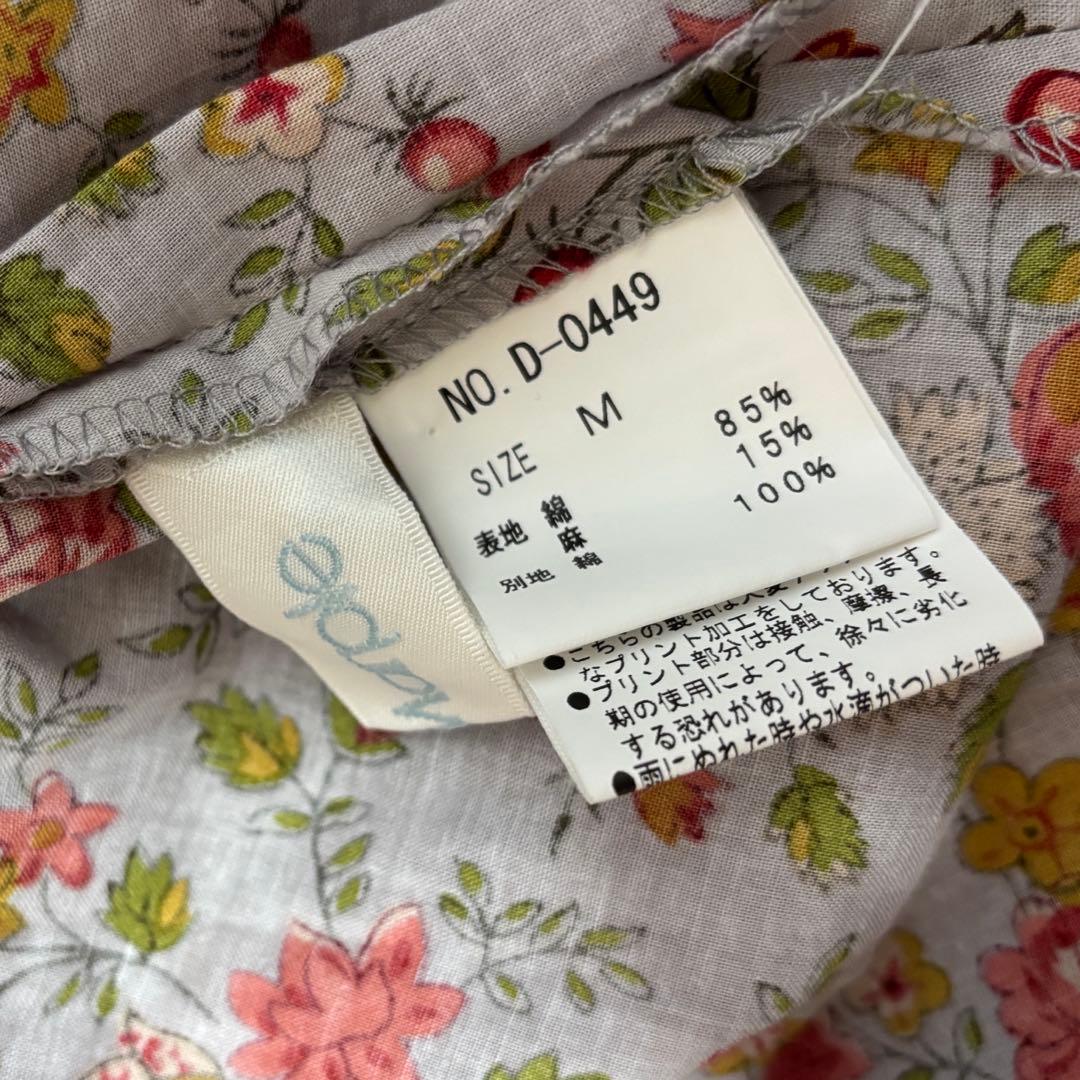 NO. D-0449
SIZE M
表地 綿 85%
麻 15%
別地 綿 100%
●こちらの製品は大変
なプリント加工をしております。
●プリント部分は接触、摩擦、長
期の使用によって、徐々に劣化
する恐れがあります。
●雨にぬれた時や水滴がついた時